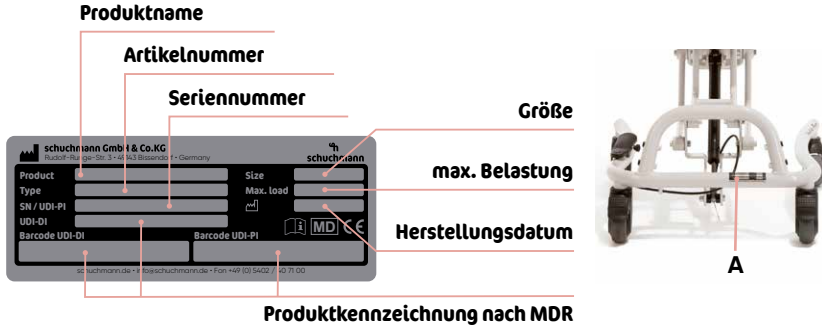 Produktname
Artikelnummer
Seriennummer
Größe
max. Belastung
Herstellungsdatum
schuchmann GmbH & Co.KG
Rudolf-Runge-Str. 3 • 49143 Bissendorf • Germany
schuchmann
Product
Size
Type
Max. load
SN / UDI-PI
UDI-DI
MD CE
Barcode UDI-DI
Barcode UDI-PI
schuchmann.de • info@schuchmann.de • Fon +49 (0) 5402 / 40 71 00
A
Produktkennzeichnung nach MDR